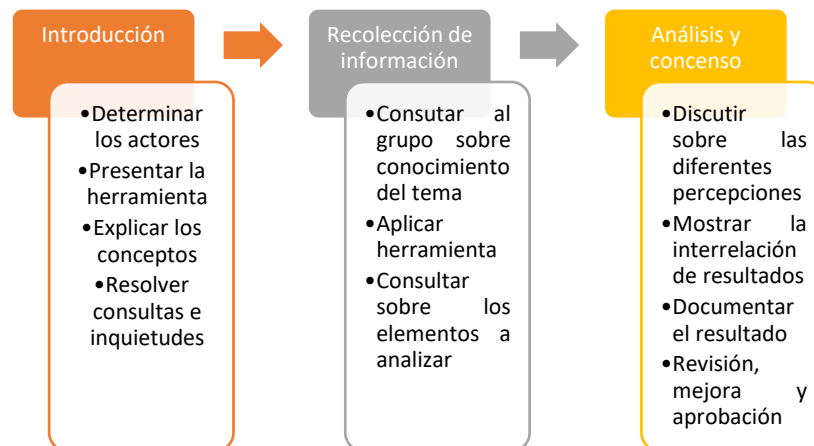 Introducción
•Determinar
los actores
•Presentar la
herramienta
•Explicar los
conceptos
•Resolver
consultas e
inquietudes
Recolección de
información
•Consutar al
grupo sobre
conocimiento
del tema
•Aplicar
herramienta
•Consultar
sobre los
elementos a
analizar
Análisis y
concenso
•Discutir
sobre las
diferentes
percepciones
•Mostrar la
interrelación
de resultados
•Documentar
el resultado
•Revisión,
mejora y
aprobación